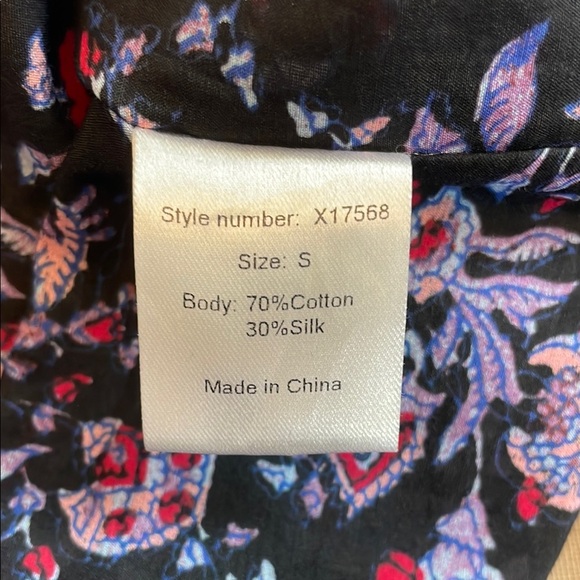 Style number: X17568
Size: S
Body: 70%Cotton
30%Silk
Made in China